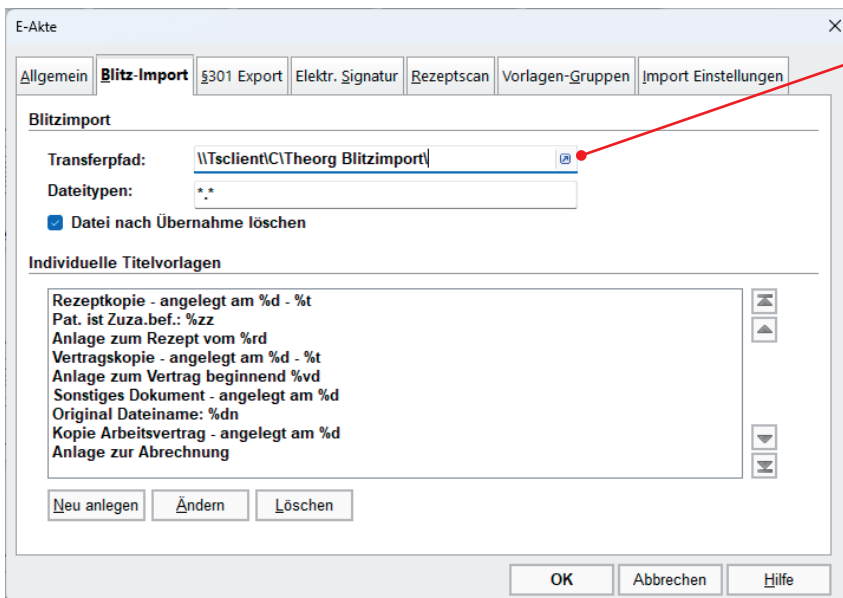 E-Akte
Allgemein Blitz-Import §301 Export Elektr. Signatur Rezeptscan Vorlagen-Gruppen Import Einstellungen
Blitzimport
Transferpfad: \\Tsclient\C\Theorg Blitzimport\
Dateitypen: *.*
Datei nach Übernahme löschen
Individuelle Titelvorlagen
Rezeptkopie - angelegt am %d - %t
Pat. ist Zuza.bef.: %zz
Anlage zum Rezept vom %rd
Vertragskopie - angelegt am %d - %t
Anlage zum Vertrag beginnend %vd
Sonstiges Dokument - angelegt am %d
Original Dateiname: %dn
Kopie Arbeitsvertrag - angelegt am %d
Anlage zur Abrechnung
Neu anlegen Ändern Löschen
OK Abbrechen Hilfe